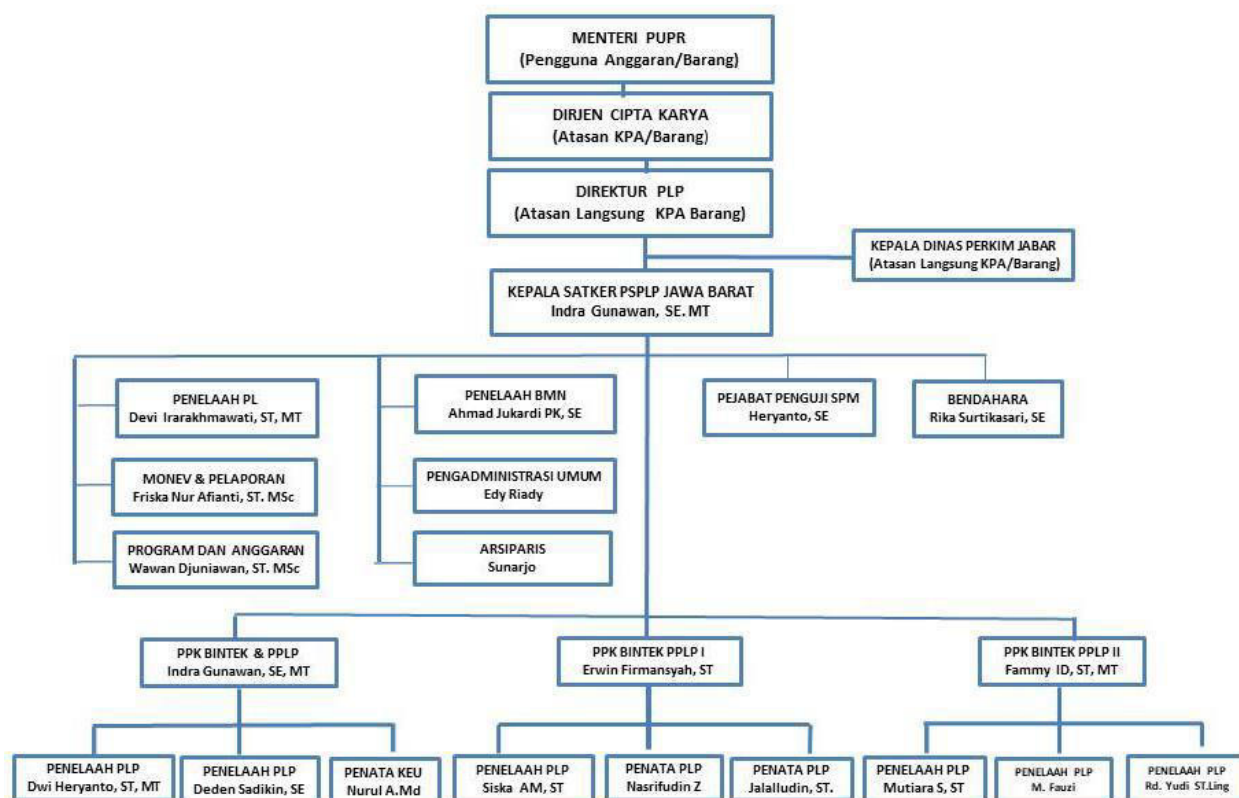 MENTERI PUPR
(Pengguna Anggaran/Barang)
DIRJEN CIPTA KARYA
(Atasan KPA/Barang)
DIREKTUR PLP
(Atasan Langsung KPA Barang)
KEPALA DINAS PERKIM JABAR
(Atasan Langsung KPA/Barang)
KEPALA SATKER PSPLP JAWA BARAT
Indra Gunawan, SE. MT
PENELAAH PL
Devi Irarakhmawati, ST, MT
PENELAAH BMN
Ahmad Jukardi PK, SE
PEJABAT PENGUJI SPM
Heryanto, SE
BENDAHARA
Rika Surtikasari, SE
MONEV & PELAPORAN
Friska Nur Afianti, ST. MSc
PENGADMINISTRASI UMUM
Edy Riady
PROGRAM DAN ANGGARAN
Wawan Djuniawan, ST. MSc
ARSIPARIS
Sunarjo
PPK BINTEK & PPLP
Indra Gunawan, SE, MT
PPK BINTEK PPLP I
Erwin Firmansyah, ST
PPK BINTEK PPLP II
Fammy ID, ST, MT
PENELAAH PLP
Dwi Heryanto, ST, MT
PENELAAH PLP
Deden Sadikin, SE
PENATA KEU
Nurul A.Md
PENELAAH PLP
Siska AM, ST
PENATA PLP
Nasrifudin Z
PENATA PLP
Jalalludin, ST.
PENELAAH PLP
Mutiara S, ST
PENELAAH PLP
M. Fauzi
PENELAAH PLP
Rd. Yudi ST.Ling